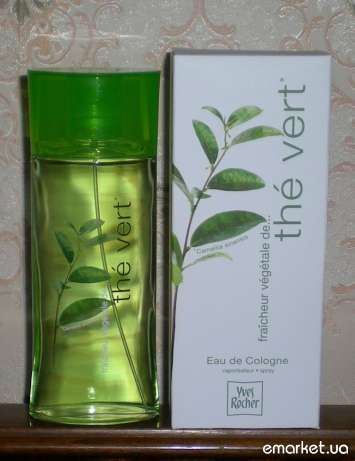 thé vert*
fraîcheur végétale de...
thé vert*
*Camellia sinensis
Eau de Cologne
vaporisateur • spray
Yves
Rocher
emarket.ua